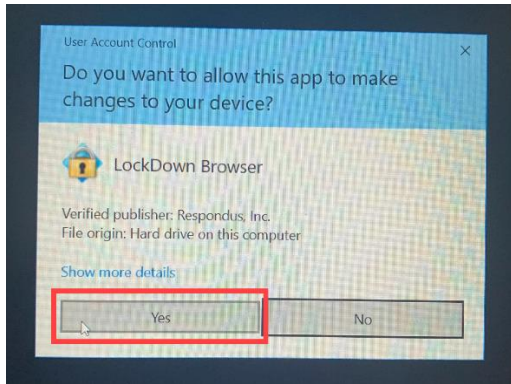 User Account Control
Do you want to allow this app to make
changes to your device?
LockDown Browser
Verified publisher: Respondus, Inc.
File origin: Hard drive on this computer
Show more details
Yes
No